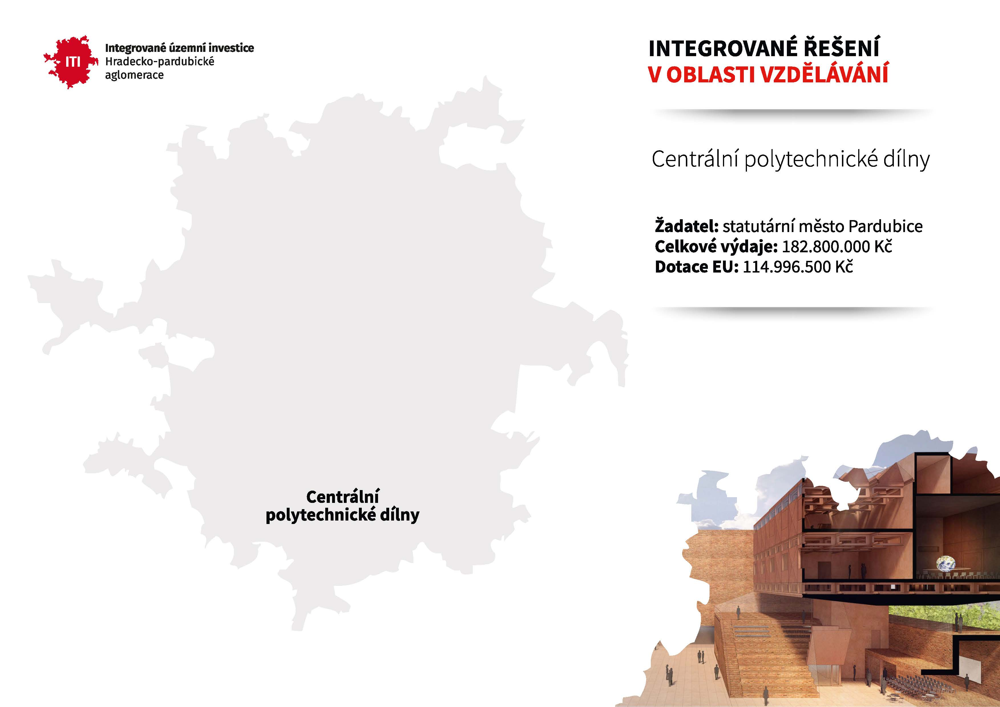 ITI
Integrované územní investice
Hradecko-pardubické
aglomerace
INTEGROVANÉ ŘEŠENÍ
V OBLASTI VZDĚLÁVÁNÍ
Centrální polytechnické dílny
Žadatel: statutární město Pardubice
Celkové výdaje: 182.800.000 Kč
Dotace EU: 114.996.500 Kč
Centrální
polytechnické dílny